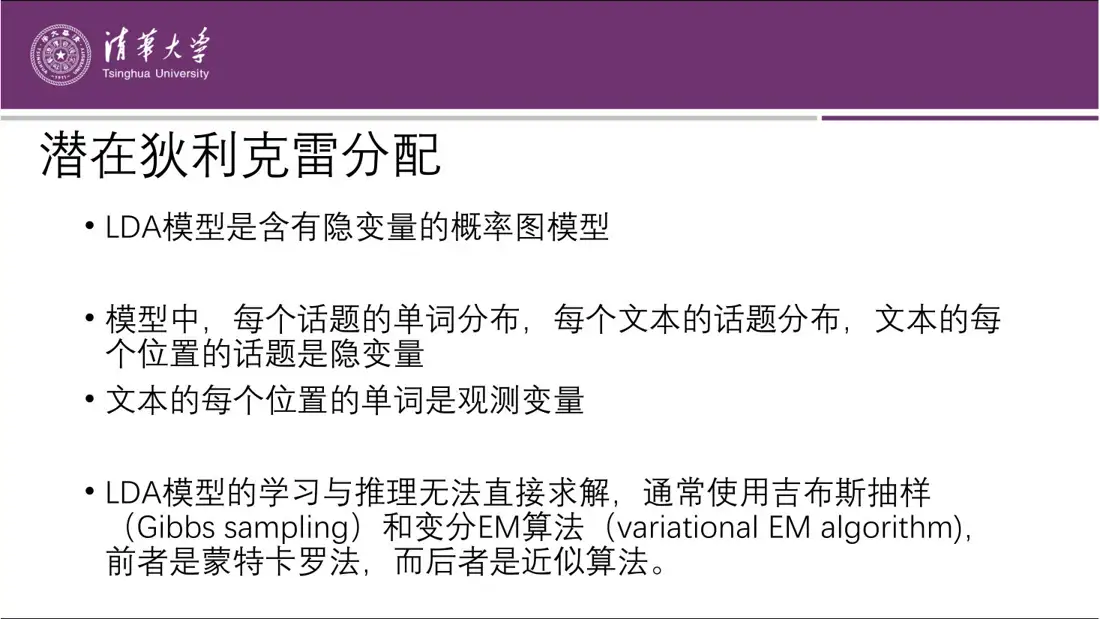 清华大学
Tsinghua University
潜在狄利克雷分配
• LDA模型是含有隐变量的概率图模型
• 模型中，每个话题的单词分布，每个文本的话题分布，文本的每
个位置的话题是隐变量
• 文本的每个位置的单词是观测变量
• LDA模型的学习与推理无法直接求解，通常使用吉布斯抽样
（Gibbs sampling）和变分EM算法（variational EM algorithm),
前者是蒙特卡罗法，而后者是近似算法。